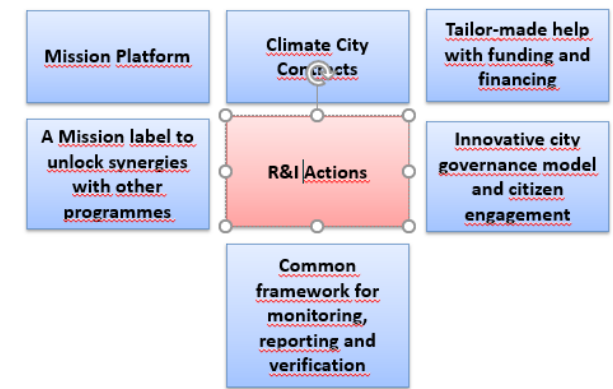 Mission Platform
Climate City
Contracts
Tailor-made help
with funding and
financing
A Mission label to
unlock synergies
with other
programmes
R&I Actions
Innovative city
governance model
and citizen
engagement
Common
framework for
monitoring,
reporting and
verification